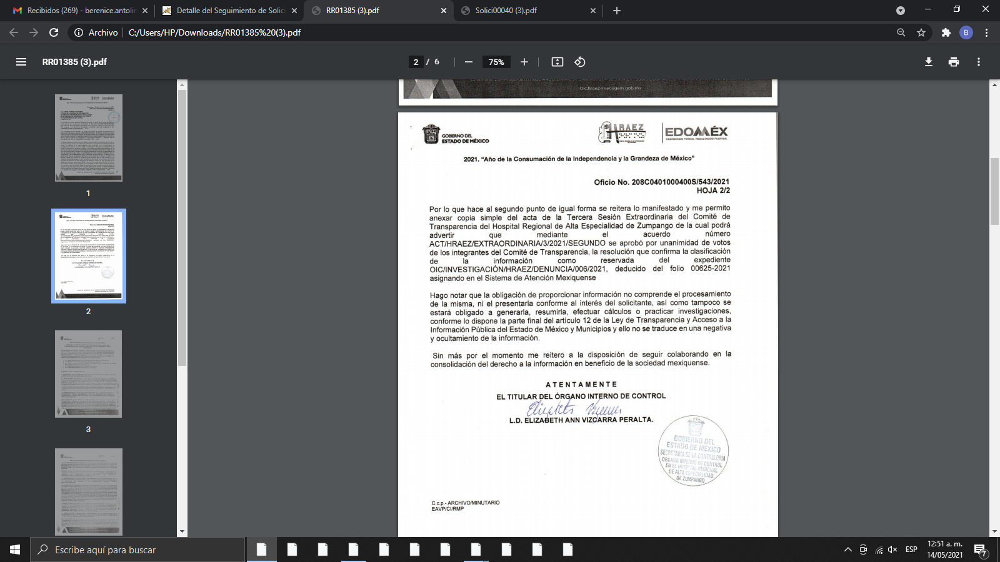 Recibidos (269) - berenice.antolin
Detalle del Seguimiento de Solici
RR01385 (3).pdf
Solici00040 (3).pdf
Archivo
C:/Users/HP/Downloads/RR01385%20(3).pdf
B
RR01385 (3).pdf
2 / 6
75%
1
2
3
Oic.hraez@secogem.gob.mx
GOBIERNO DEL
ESTADO DE MÉXICO
HRAEZ
EDOMÉX
DECISIONES FIRMES, RESULTADOS FUERTES.
2021. “Año de la Consumación de la Independencia y la Grandeza de México”
Oficio No. 208C0401000400S/543/2021
HOJA 2/2
Por lo que hace al segundo punto de igual forma se reitera lo manifestado y me permito
anexar copia simple del acta de la Tercera Sesión Extraordinaria del Comité de
Transparencia del Hospital Regional de Alta Especialidad de Zumpango de la cual podrá
advertir que mediante el acuerdo número
ACT/HRAEZ/EXTRAORDINARIA/3/2021/SEGUNDO se aprobó por unanimidad de votos
de los integrantes del Comité de Transparencia, la resolución que confirma la clasificación
de la información como reservada del expediente
OIC/INVESTIGACIÓN/HRAEZ/DENUNCIA/006/2021, deducido del folio 00625-2021
asignando en el Sistema de Atención Mexiquense
Hago notar que la obligación de proporcionar información no comprende el procesamiento
de la misma, ni el presentarla conforme al interés del solicitante, así como tampoco se
estará obligado a generarla, resumirla, efectuar cálculos o practicar investigaciones,
conforme lo dispone la parte final del artículo 12 de la Ley de Transparencia y Acceso a la
Información Pública del Estado de México y Municipios y ello no se traduce en una negativa
y ocultamiento de la información.
Sin más por el momento me reitero a la disposición de seguir colaborando en la
consolidación del derecho a la información en beneficio de la sociedad mexiquense.
A T E N T A M E N T E
EL TITULAR DEL ÓRGANO INTERNO DE CONTROL
L.D. ELIZABETH ANN VIZCARRA PERALTA.
GOBIERNO DEL
ESTADO DE MÉXICO
SECRETARÍA DE LA CONTRALORÍA
ÓRGANO INTERNO DE CONTROL
EN EL HOSPITAL REGIONAL
DE ALTA ESPECIALIDAD
DE ZUMPANGO
C.c.p.- ARCHIVO/MINUTARIO
EAVP/CI/RMP
Escribe aquí para buscar
ESP
12:51 a. m.
14/05/2021
7